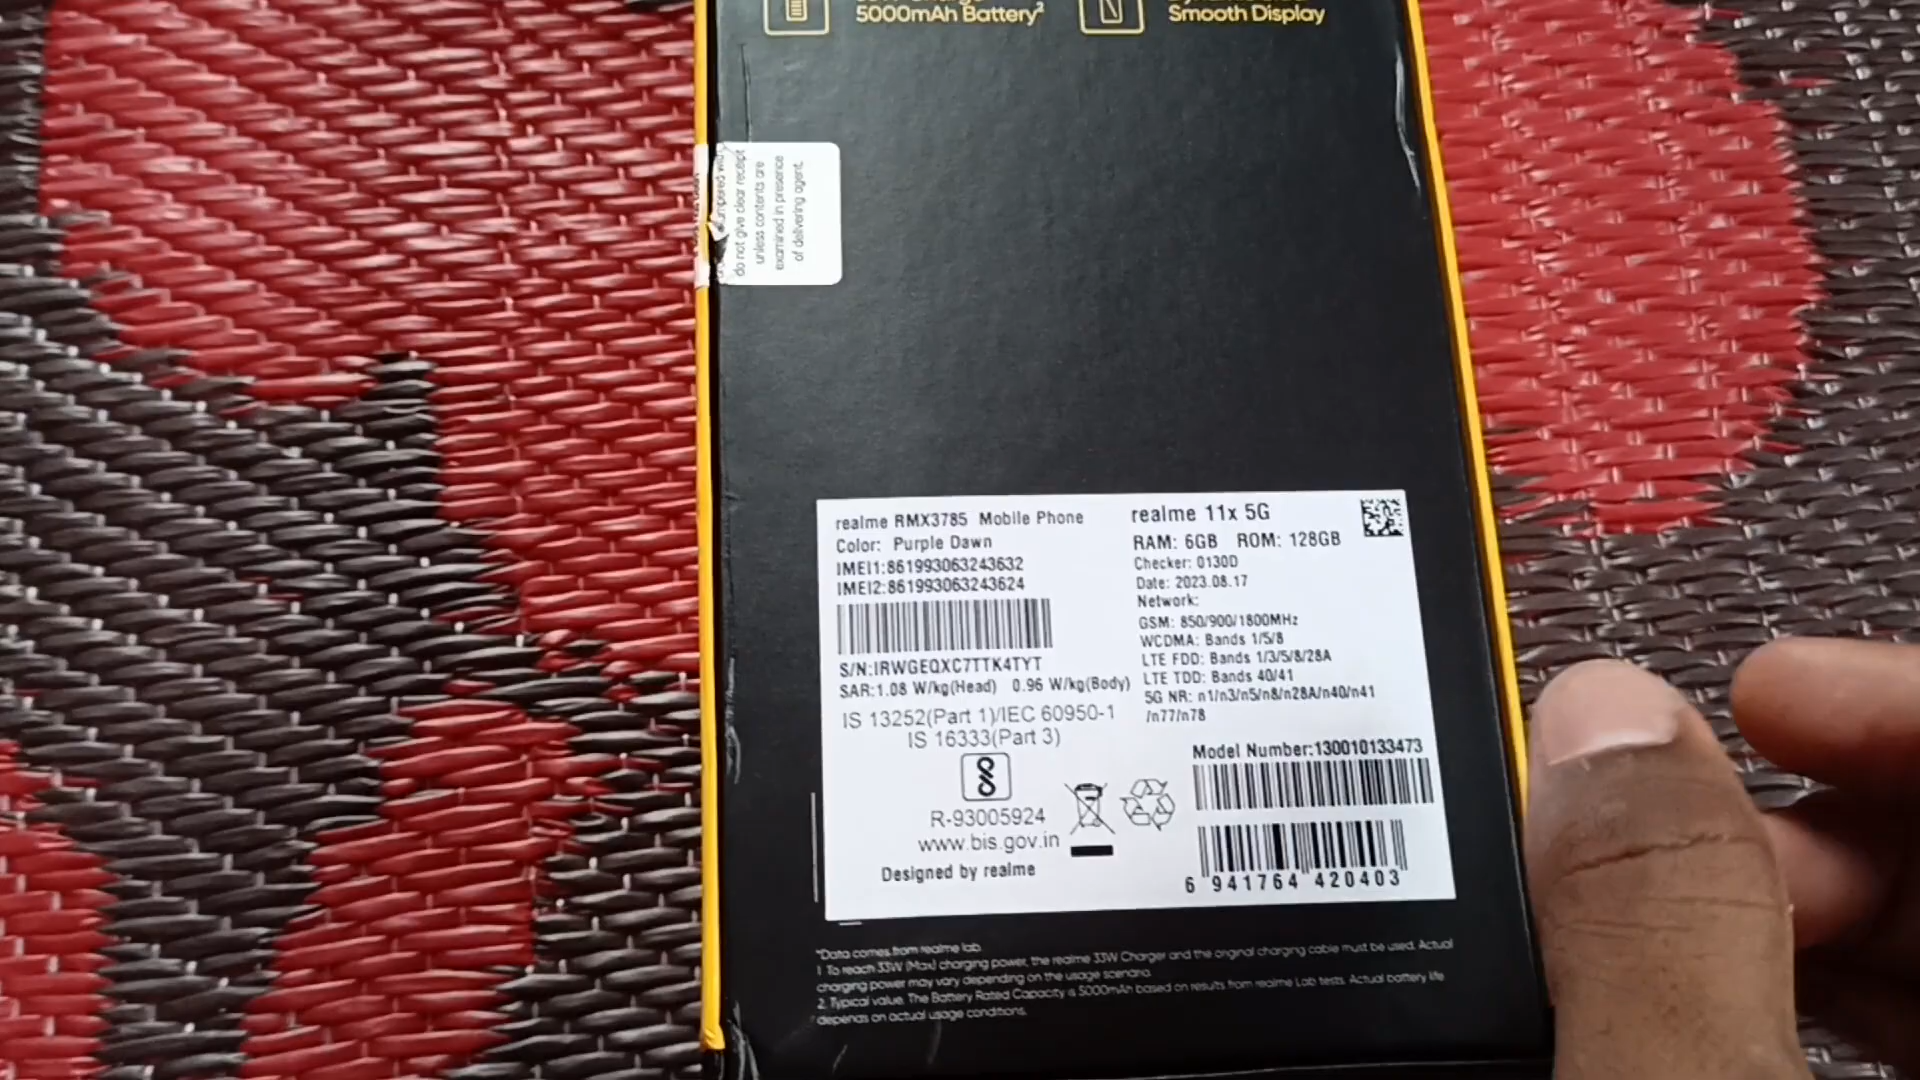 5000mAh Battery²
Smooth Display
do not give clear receipt
unless contents are
examined in presence
of delivering agent.
realme RMX3785 Mobile Phone
Color: Purple Dawn
IMEI1:861993063243632
IMEI2:861993063243624
S/N:IRWGEQXC7TTK4TYT
SAR:1.08 W/kg(Head) 0.96 W/kg(Body)
IS 13252(Part 1)/IEC 60950-1
IS 16333(Part 3)
R-93005924
www.bis.gov.in
Designed by realme
realme 11x 5G
RAM: 6GB ROM: 128GB
Checker: 0130D
Date: 2023.08.17
Network:
GSM: 850/900/1800MHz
WCDMA: Bands 1/5/8
LTE FDD: Bands 1/3/5/8/28A
LTE TDD: Bands 40/41
5G NR: n1/n3/n5/n8/n28A/n40/n41
/n77/n78
Model Number:130010133473
6 941764 420403
*Data comes from realme lab.
1 To reach 33W (Max) charging power, the realme 33W Charger and the original charging cable must be used. Actual
charging power may vary depending on the usage scenario.
2. Typical value. The Battery Rated Capacity is 5000mAh based on results from realme Lab tests. Actual battery life
depends on actual usage conditions.